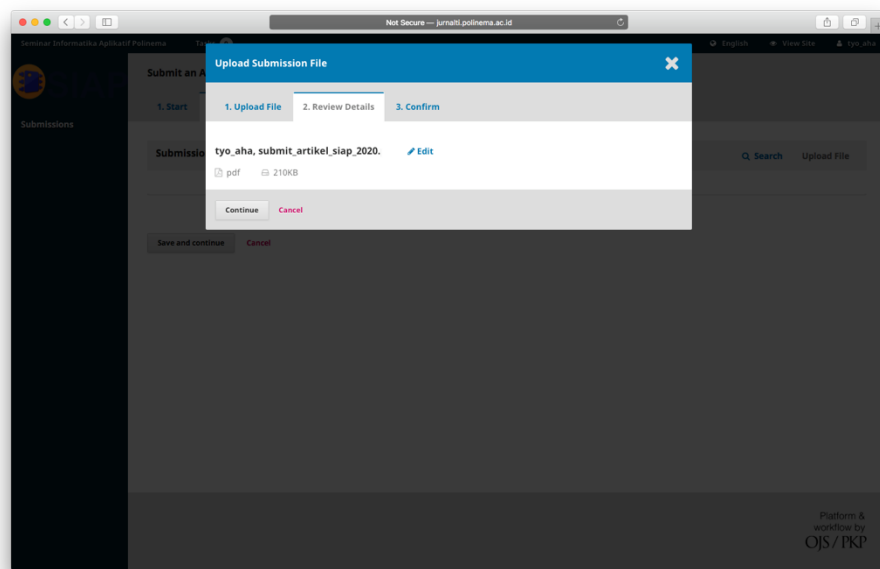 Not Secure — jurnalti.polinema.ac.id
Seminar Informatika Aplikatif Polinema
English View Site tyo_aha
Upload Submission File
Submit an A
1. Start
1. Upload File 2. Review Details 3. Confirm
Submissions
Submissio
tyo_aha, submit_artikel_siap_2020. Edit
Search Upload File
pdf 210KB
Continue Cancel
Save and continue Cancel
Platform &
workflow by
OJS / PKP